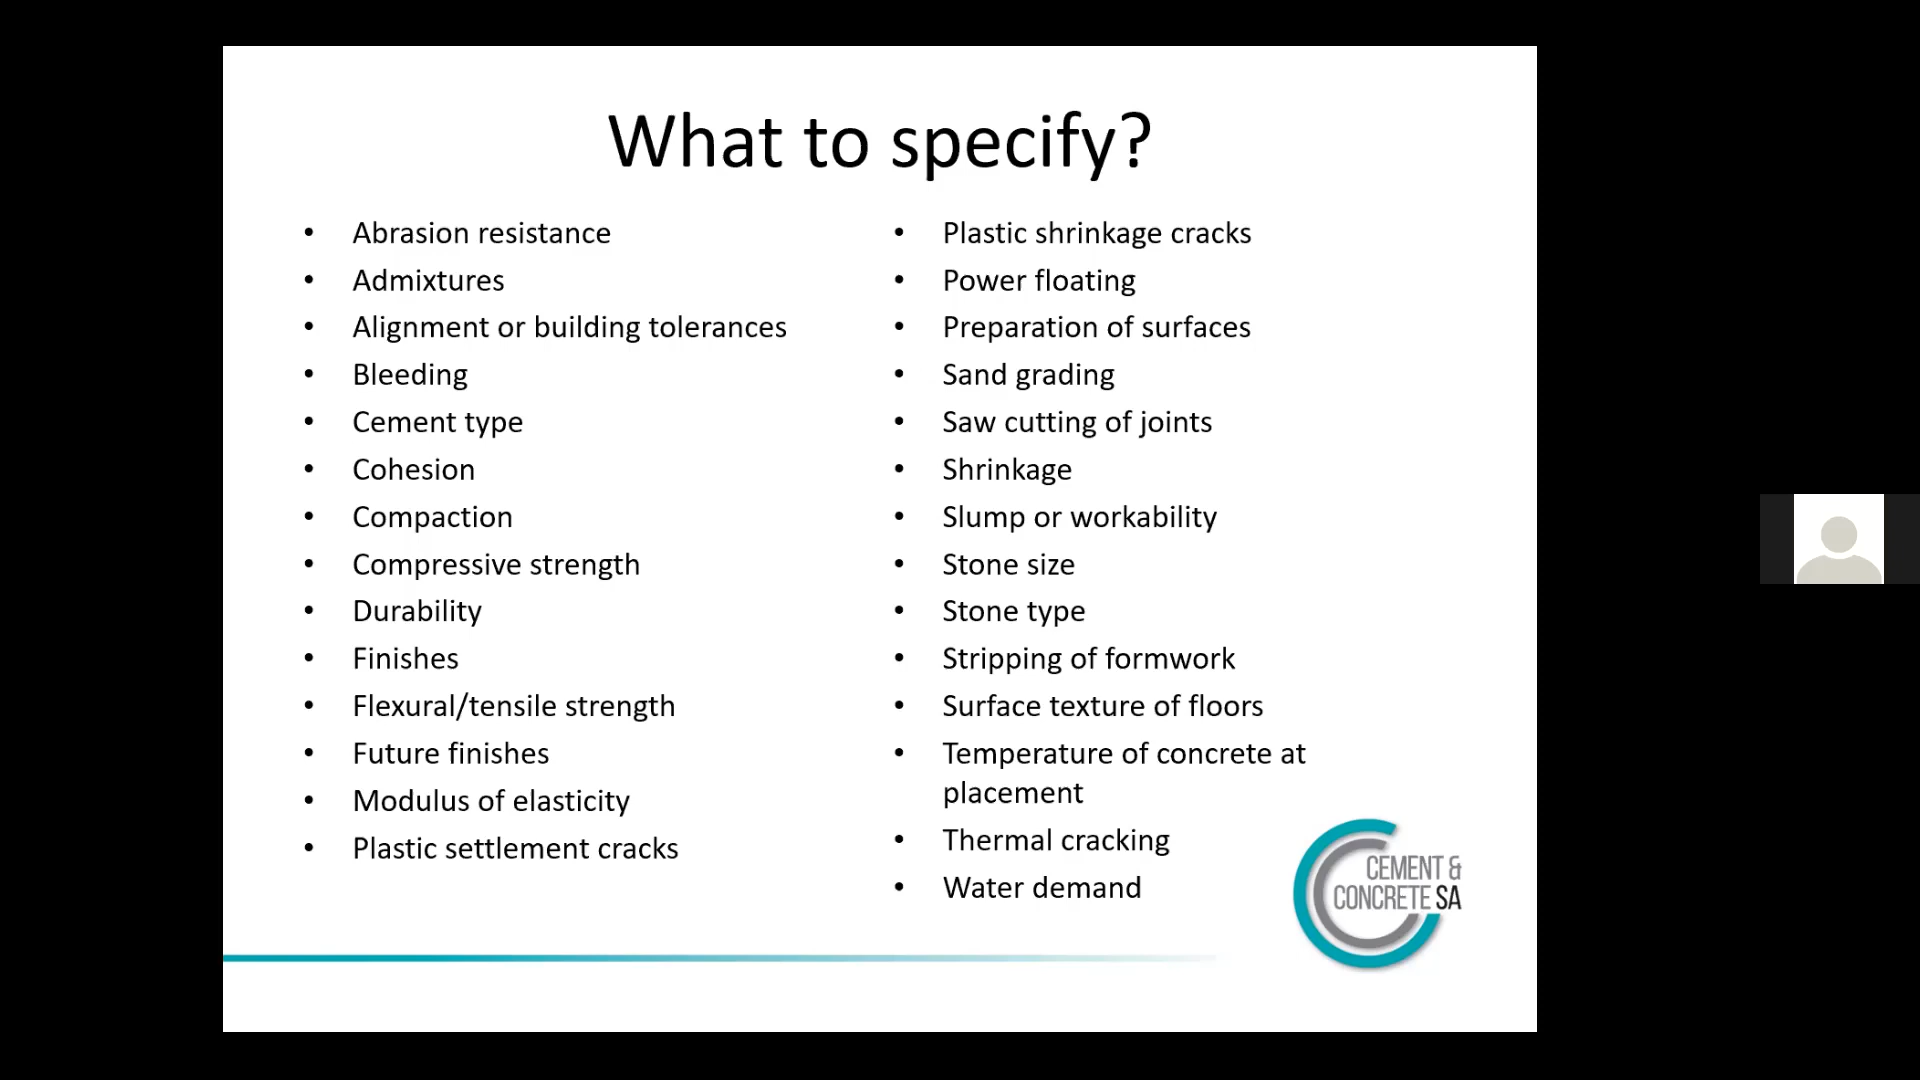 What to specify?
• Abrasion resistance
• Admixtures
• Alignment or building tolerances
• Bleeding
• Cement type
• Cohesion
• Compaction
• Compressive strength
• Durability
• Finishes
• Flexural/tensile strength
• Future finishes
• Modulus of elasticity
• Plastic settlement cracks
• Plastic shrinkage cracks
• Power floating
• Preparation of surfaces
• Sand grading
• Saw cutting of joints
• Shrinkage
• Slump or workability
• Stone size
• Stone type
• Stripping of formwork
• Surface texture of floors
• Temperature of concrete at
placement
• Thermal cracking
• Water demand
CEMENT &
CONCRETE SA